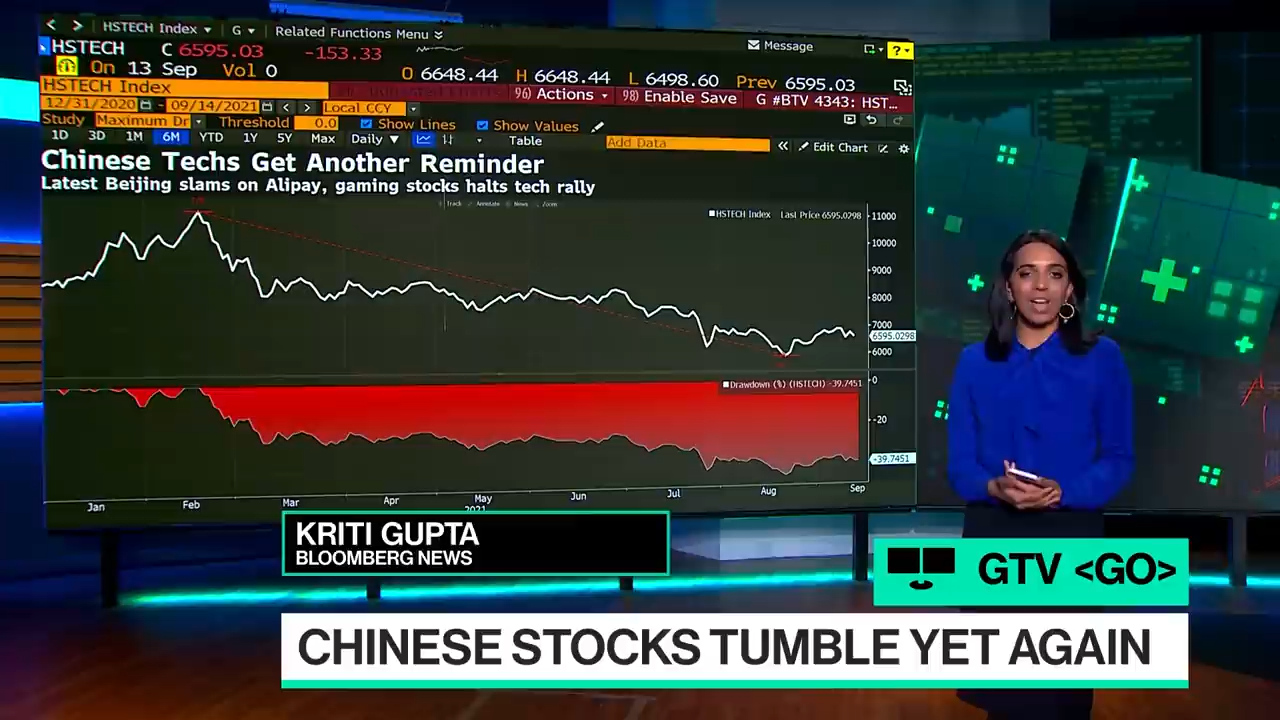 < > HSTECH Index ▾ G ▾ Related Functions Menu
HSTECH C 6595.03 -153.33 Message ?
On 13 Sep Vol 0 O 6648.44 H 6648.44 L 6498.60 Prev 6595.03
HSTECH Index 96) Actions 98) Enable Save G #BTV 4343: HST...
12/31/2020 - 09/14/2021 < > Local CCY
Study Maximum Dr Threshold 0.0 Show Lines Show Values
1D 3D 1M 6M YTD 1Y 5Y Max Daily ▼ Table Add Data « Edit Chart
Chinese Techs Get Another Reminder
Latest Beijing slams on Alipay, gaming stocks halts tech rally
Track Annotate News Zoom
HSTECH Index Last Price 6595.0298
11000
10000
9000
8000
7000
6595.0298
6000
Drawdown (%) (HSTECH) -39.7451
0
-20
-39.7451
Jan Feb Mar Apr May Jun Jul Aug Sep
2021
KRITI GUPTA
BLOOMBERG NEWS
GTV <GO>
CHINESE STOCKS TUMBLE YET AGAIN